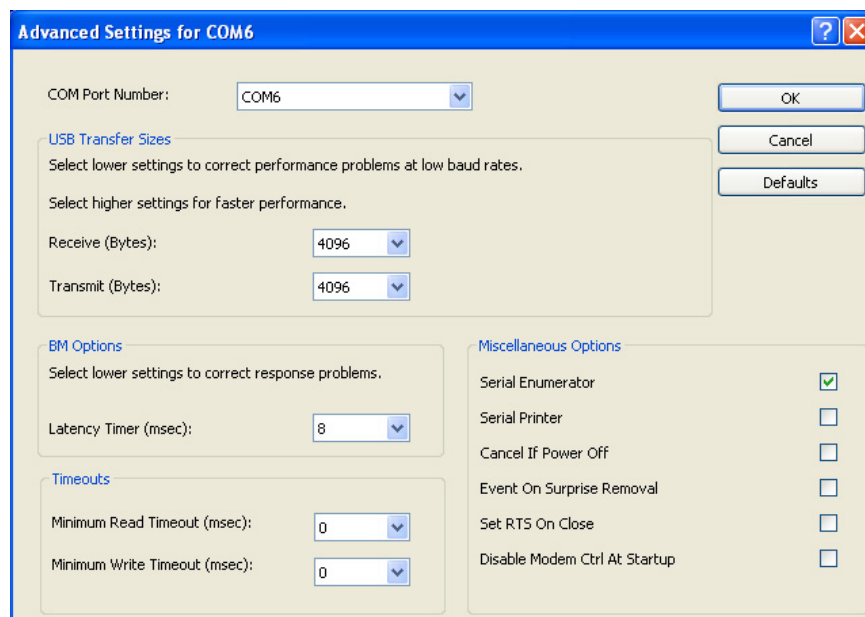 Advanced Settings for COM6
COM Port Number: COM6
OK
USB Transfer Sizes
Cancel
Select lower settings to correct performance problems at low baud rates.
Defaults
Select higher settings for faster performance.
Receive (Bytes): 4096
Transmit (Bytes): 4096
BM Options
Select lower settings to correct response problems.
Latency Timer (msec): 8
Timeouts
Minimum Read Timeout (msec): 0
Minimum Write Timeout (msec): 0
Miscellaneous Options
Serial Enumerator
Serial Printer
Cancel If Power Off
Event On Surprise Removal
Set RTS On Close
Disable Modem Ctrl At Startup